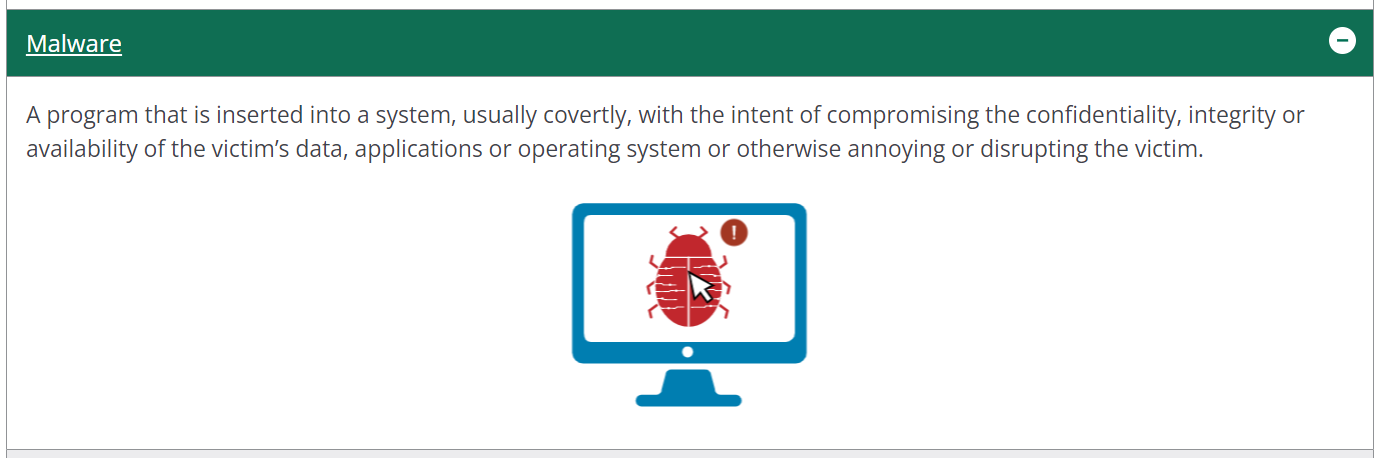 Malware
A program that is inserted into a system, usually covertly, with the intent of compromising the confidentiality, integrity or
availability of the victim’s data, applications or operating system or otherwise annoying or disrupting the victim.
!